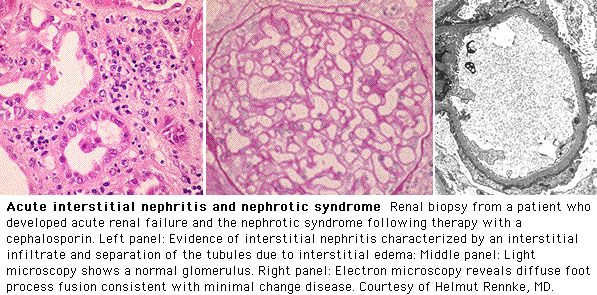 Acute interstitial nephritis and nephrotic syndrome Renal biopsy from a patient who
developed acute renal failure and the nephrotic syndrome following therapy with a
cephalosporin. Left panel: Evidence of interstitial nephritis characterized by an interstitial
infiltrate and separation of the tubules due to interstitial edema: Middle panel: Light
microscopy shows a normal glomerulus. Right panel: Electron microscopy reveals diffuse foot
process fusion consistent with minimal change disease. Courtesy of Helmut Rennke, MD.